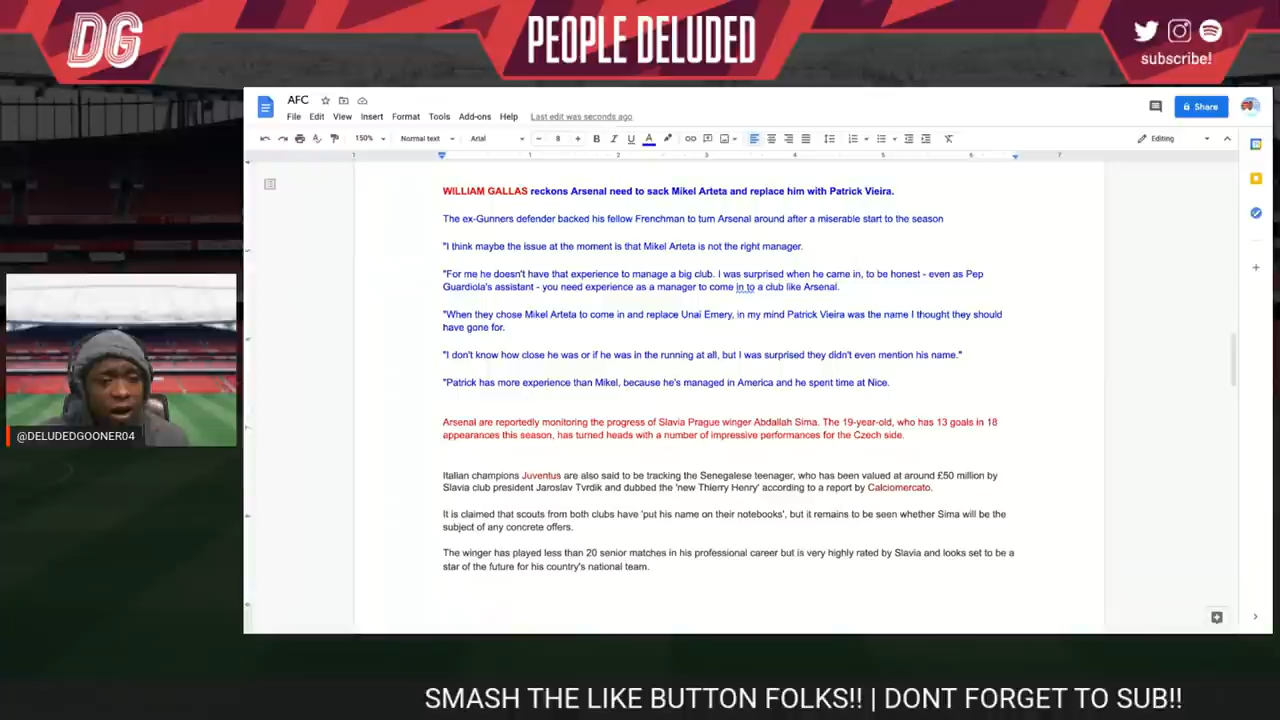 DG
PEOPLE DELUDED
subscribe!
AFC
File Edit View Insert Format Tools Add-ons Help Last edit was seconds ago
Share
150% Normal text Arial 8 B I U A Editing
1 1 2 3 4 5 6 7
WILLIAM GALLAS reckons Arsenal need to sack Mikel Arteta and replace him with Patrick Vieira.
The ex-Gunners defender backed his fellow Frenchman to turn Arsenal around after a miserable start to the season
"I think maybe the issue at the moment is that Mikel Arteta is not the right manager.
"For me he doesn't have that experience to manage a big club. I was surprised when he came in, to be honest - even as Pep
Guardiola's assistant - you need experience as a manager to come in to a club like Arsenal.
"When they chose Mikel Arteta to come in and replace Unai Emery, in my mind Patrick Vieira was the name I thought they should
have gone for.
"I don't know how close he was or if he was in the running at all, but I was surprised they didn't even mention his name."
"Patrick has more experience than Mikel, because he's managed in America and he spent time at Nice.
Arsenal are reportedly monitoring the progress of Slavia Prague winger Abdallah Sima. The 19-year-old, who has 13 goals in 18
appearances this season, has turned heads with a number of impressive performances for the Czech side.
Italian champions Juventus are also said to be tracking the Senegalese teenager, who has been valued at around £50 million by
Slavia club president Jaroslav Tvrdik and dubbed the 'new Thierry Henry' according to a report by Calciomercato.
It is claimed that scouts from both clubs have 'put his name on their notebooks', but it remains to be seen whether Sima will be the
subject of any concrete offers.
The winger has played less than 20 senior matches in his professional career but is very highly rated by Slavia and looks set to be a
star of the future for his country's national team.
@DELUDEDGOONER04
SMASH THE LIKE BUTTON FOLKS!! | DONT FORGET TO SUB!!